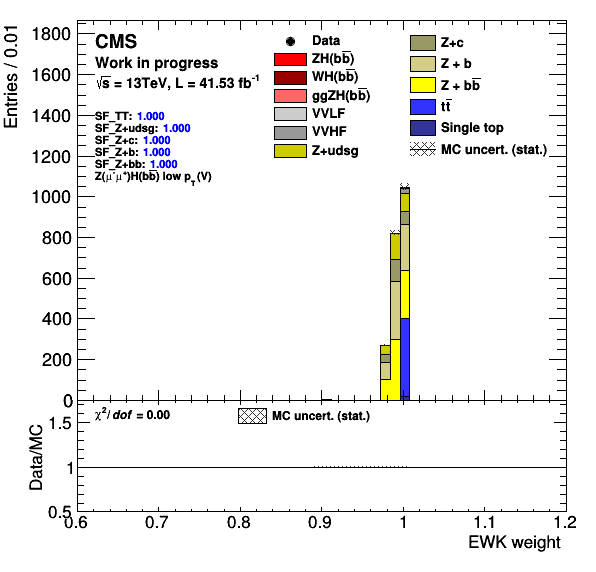 Entries / 0.01
1800
1600
1400
1200
1000
800
600
400
200
0
CMS
Work in progress
√s = 13TeV, L = 41.53 fb⁻¹
SF_TT: 1.000
SF_Z+udsg: 1.000
SF_Z+c: 1.000
SF_Z+b: 1.000
SF_Z+bb: 1.000
Z(μ⁻μ⁺)H(bb̅) low p_T(V)
Data
ZH(bb̅)
WH(bb̅)
ggZH(bb̅)
VVLF
VVHF
Z+udsg
Z+c
Z + b
Z + bb̅
tt̅
Single top
MC uncert. (stat.)
Data/MC
1.5
1
0.5
χ²/dof = 0.00
MC uncert. (stat.)
0.6 0.7 0.8 0.9 1 1.1 1.2
EWK weight